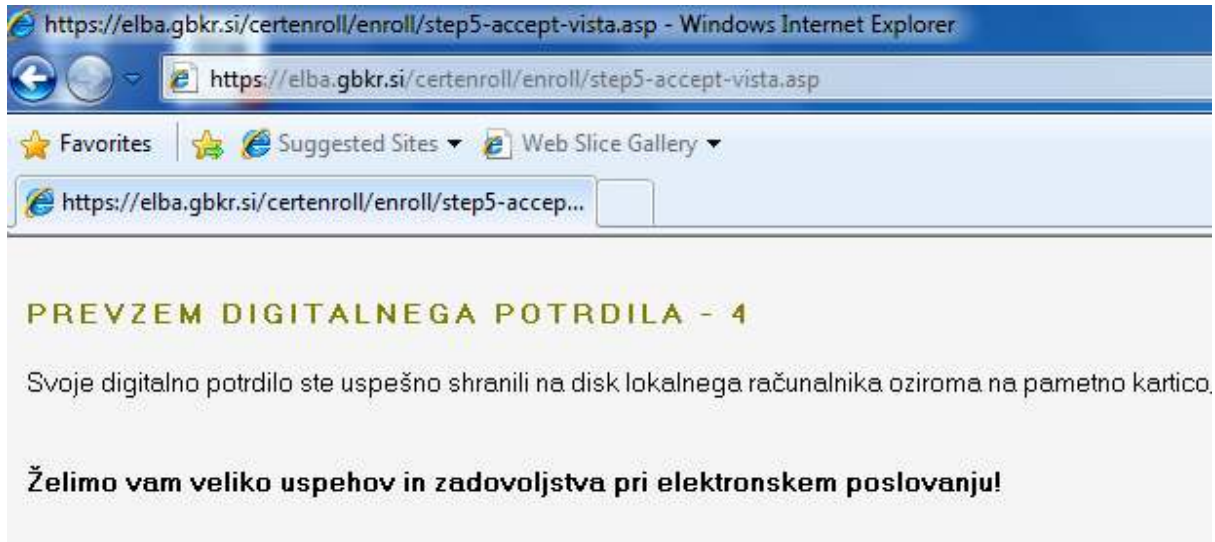 https://elba.gbkr.si/certenroll/enroll/step5-accept-vista.asp - Windows Internet Explorer
https://elba.gbkr.si/certenroll/enroll/step5-accept-vista.asp
Favorites Suggested Sites Web Slice Gallery
https://elba.gbkr.si/certenroll/enroll/step5-accep...
PREVZEM DIGITALNEGA POTRDILA - 4
Svoje digitalno potrdilo ste uspešno shranili na disk lokalnega računalnika oziroma na pametno kartico.
Želimo vam veliko uspehov in zadovoljstva pri elektronskem poslovanju!